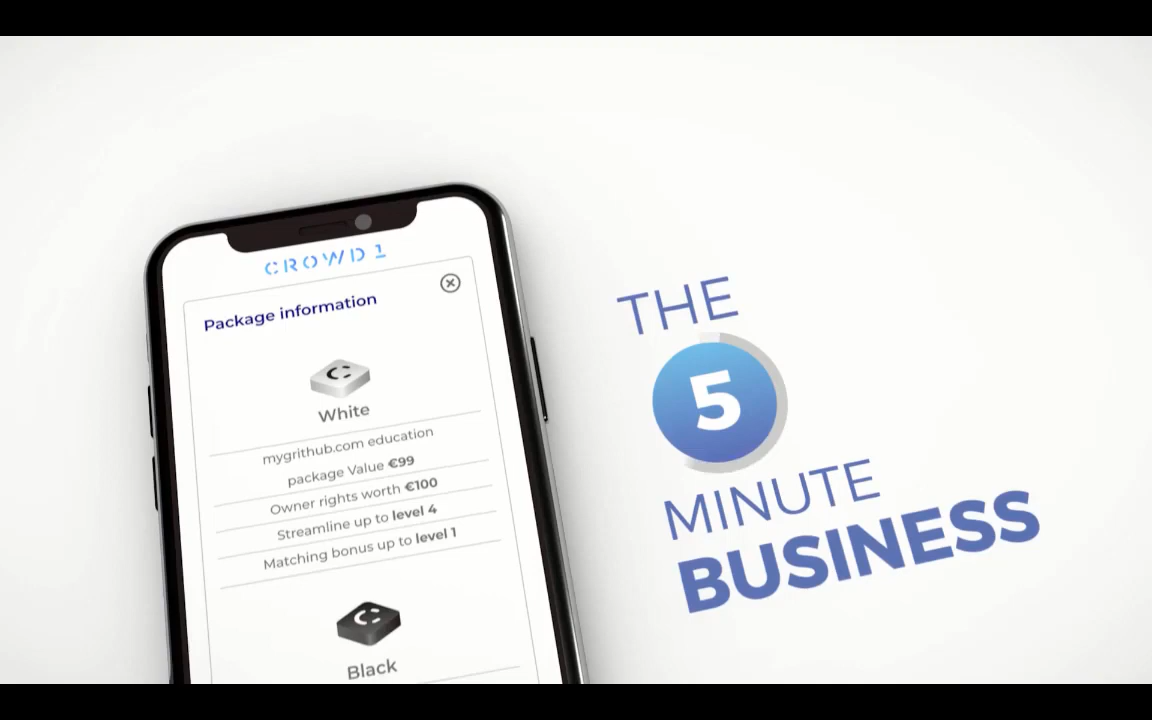 CROWD 1
Package information
White
mygrithub.com education
package Value €99
Owner rights worth €100
Streamline up to level 4
Matching bonus up to level 1
Black
THE
5
MINUTE
BUSINESS